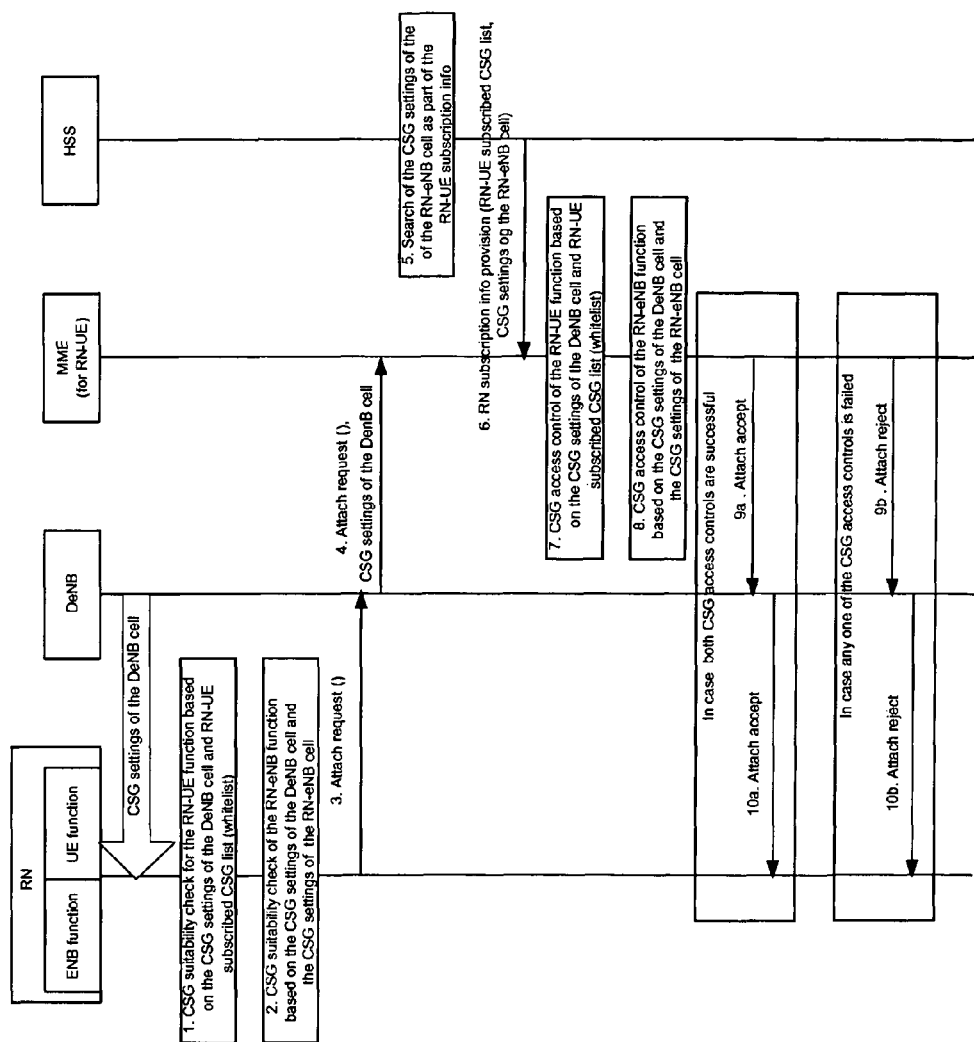 RN
ENB function
UE function
DeNB
MME
(for RN-UE)
HSS
CSG settings of the DeNB cell
1. CSG suitability check for the RN-UE function based
on the CSG settings of the DeNB cell and RN-UE
subscribed CSG list (whitelist)
2. CSG suitability check of the RN-eNB function
based on the CSG settings of the DeNB cell and
the CSG settings of the RN-eNB cell
3. Attach request ()
4. Attach request (),
CSG settings of the DenB cell
5. Search of the CSG settings of the
of the RN-eNB cell as part of the
RN-UE subscription info
6. RN subscription info provision (RN-UE subscribed CSG list,
CSG settings og the RN-eNB cell)
7. CSG access control of the RN-UE function based
on the CSG settings of the DeNB cell and RN-UE
subscribed CSG list (whitelist)
8. CSG access control of the RN-eNB function
based on the CSG settings of the DeNB cell and
the CSG settings of the RN-eNB cell
In case both CSG access controls are successful
9a . Attach accept
10a. Attach accept
In case any one of the CSG access controls is failed
9b . Attach reject
10b. Attach reject